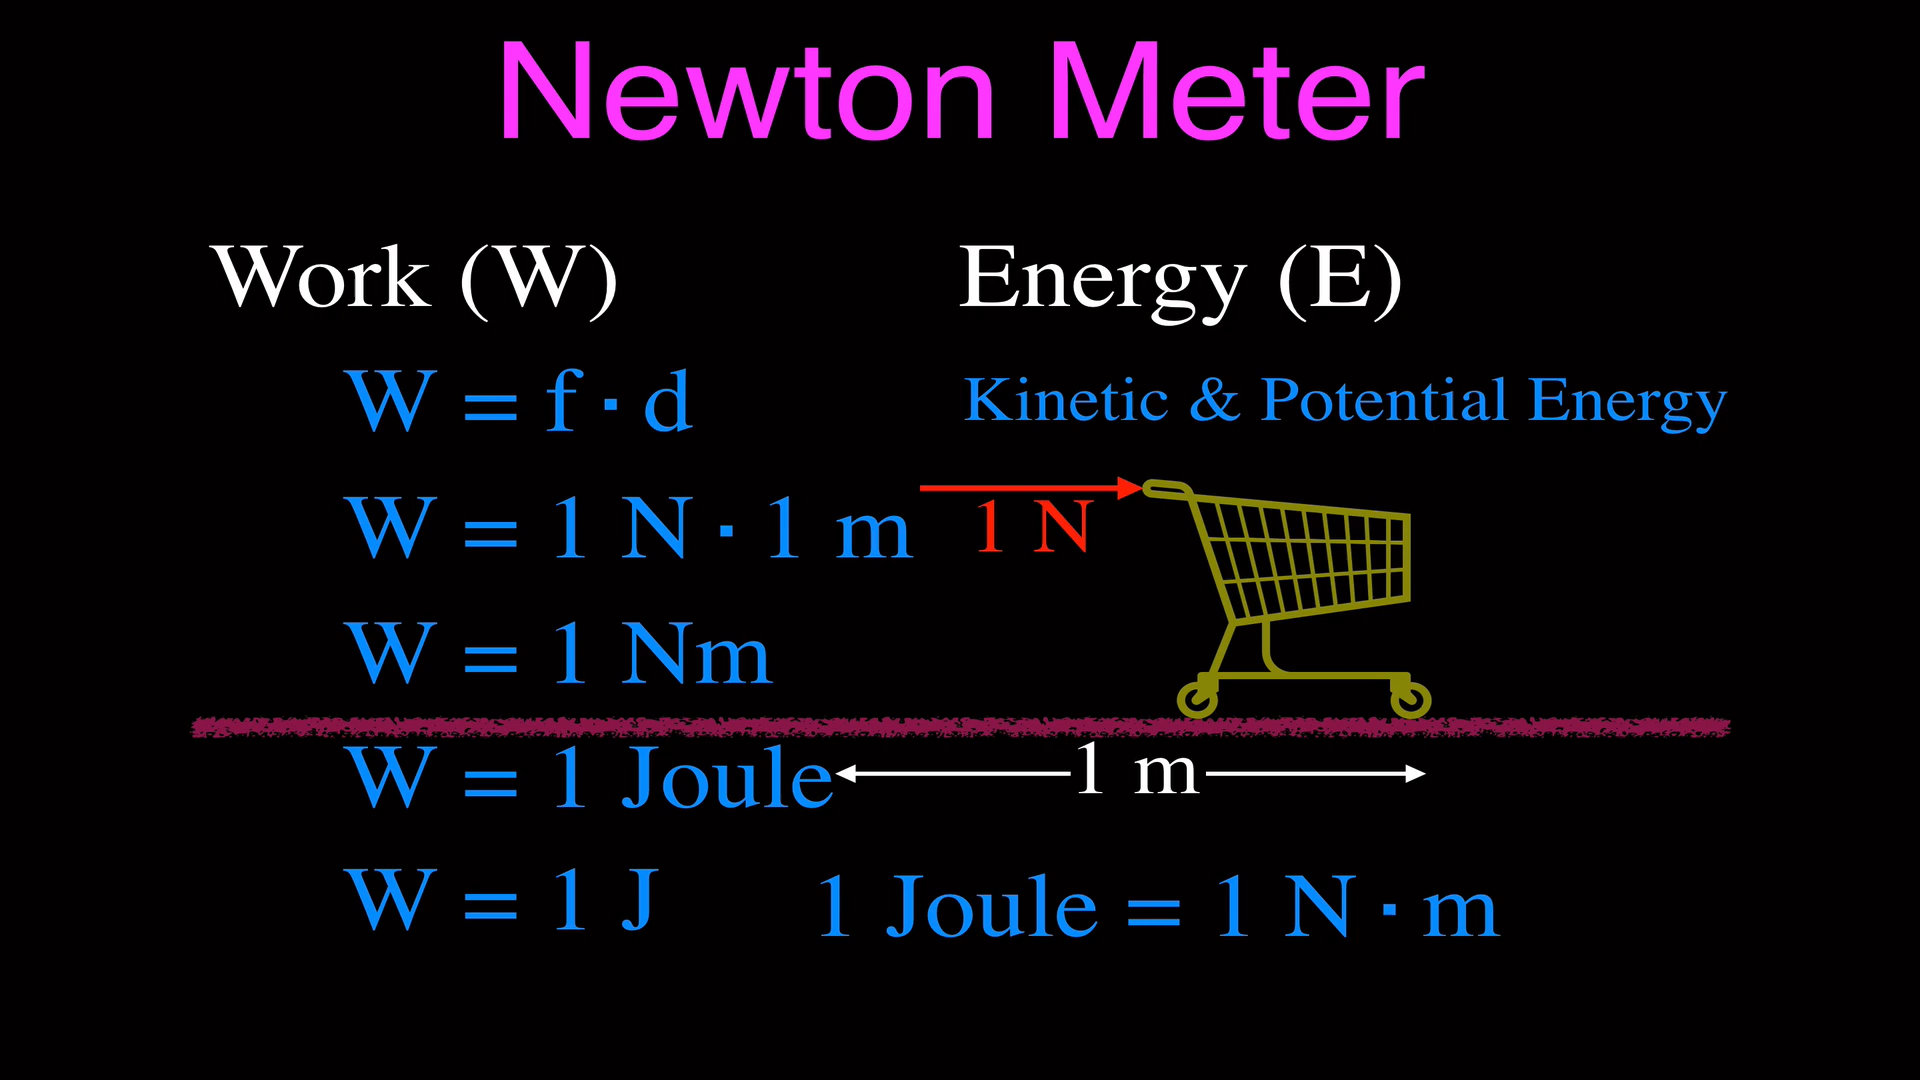 Newton Meter
Work (W)
Energy (E)
W = f · d
Kinetic & Potential Energy
W = 1 N · 1 m
1 N
W = 1 Nm
W = 1 Joule
1 m
W = 1 J
1 Joule = 1 N · m